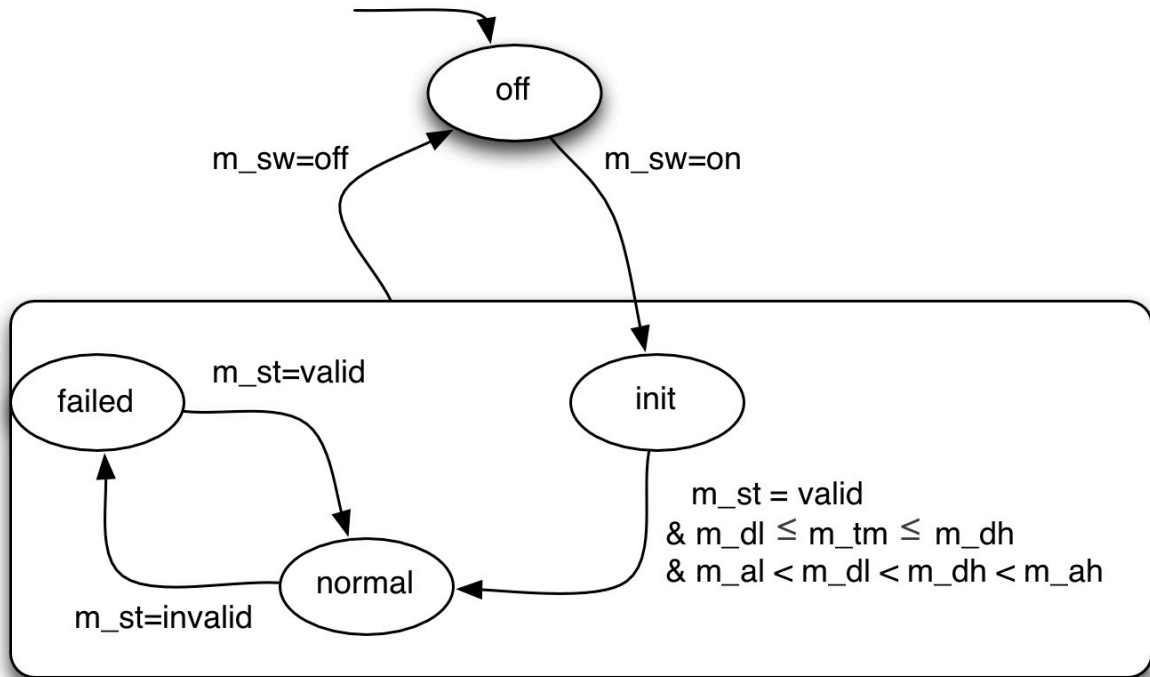 off
m_sw=off
m_sw=on
failed
m_st=valid
init
m_st = valid
& m_dl ≤ m_tm ≤ m_dh
& m_al < m_dl < m_dh < m_ah
normal
m_st=invalid